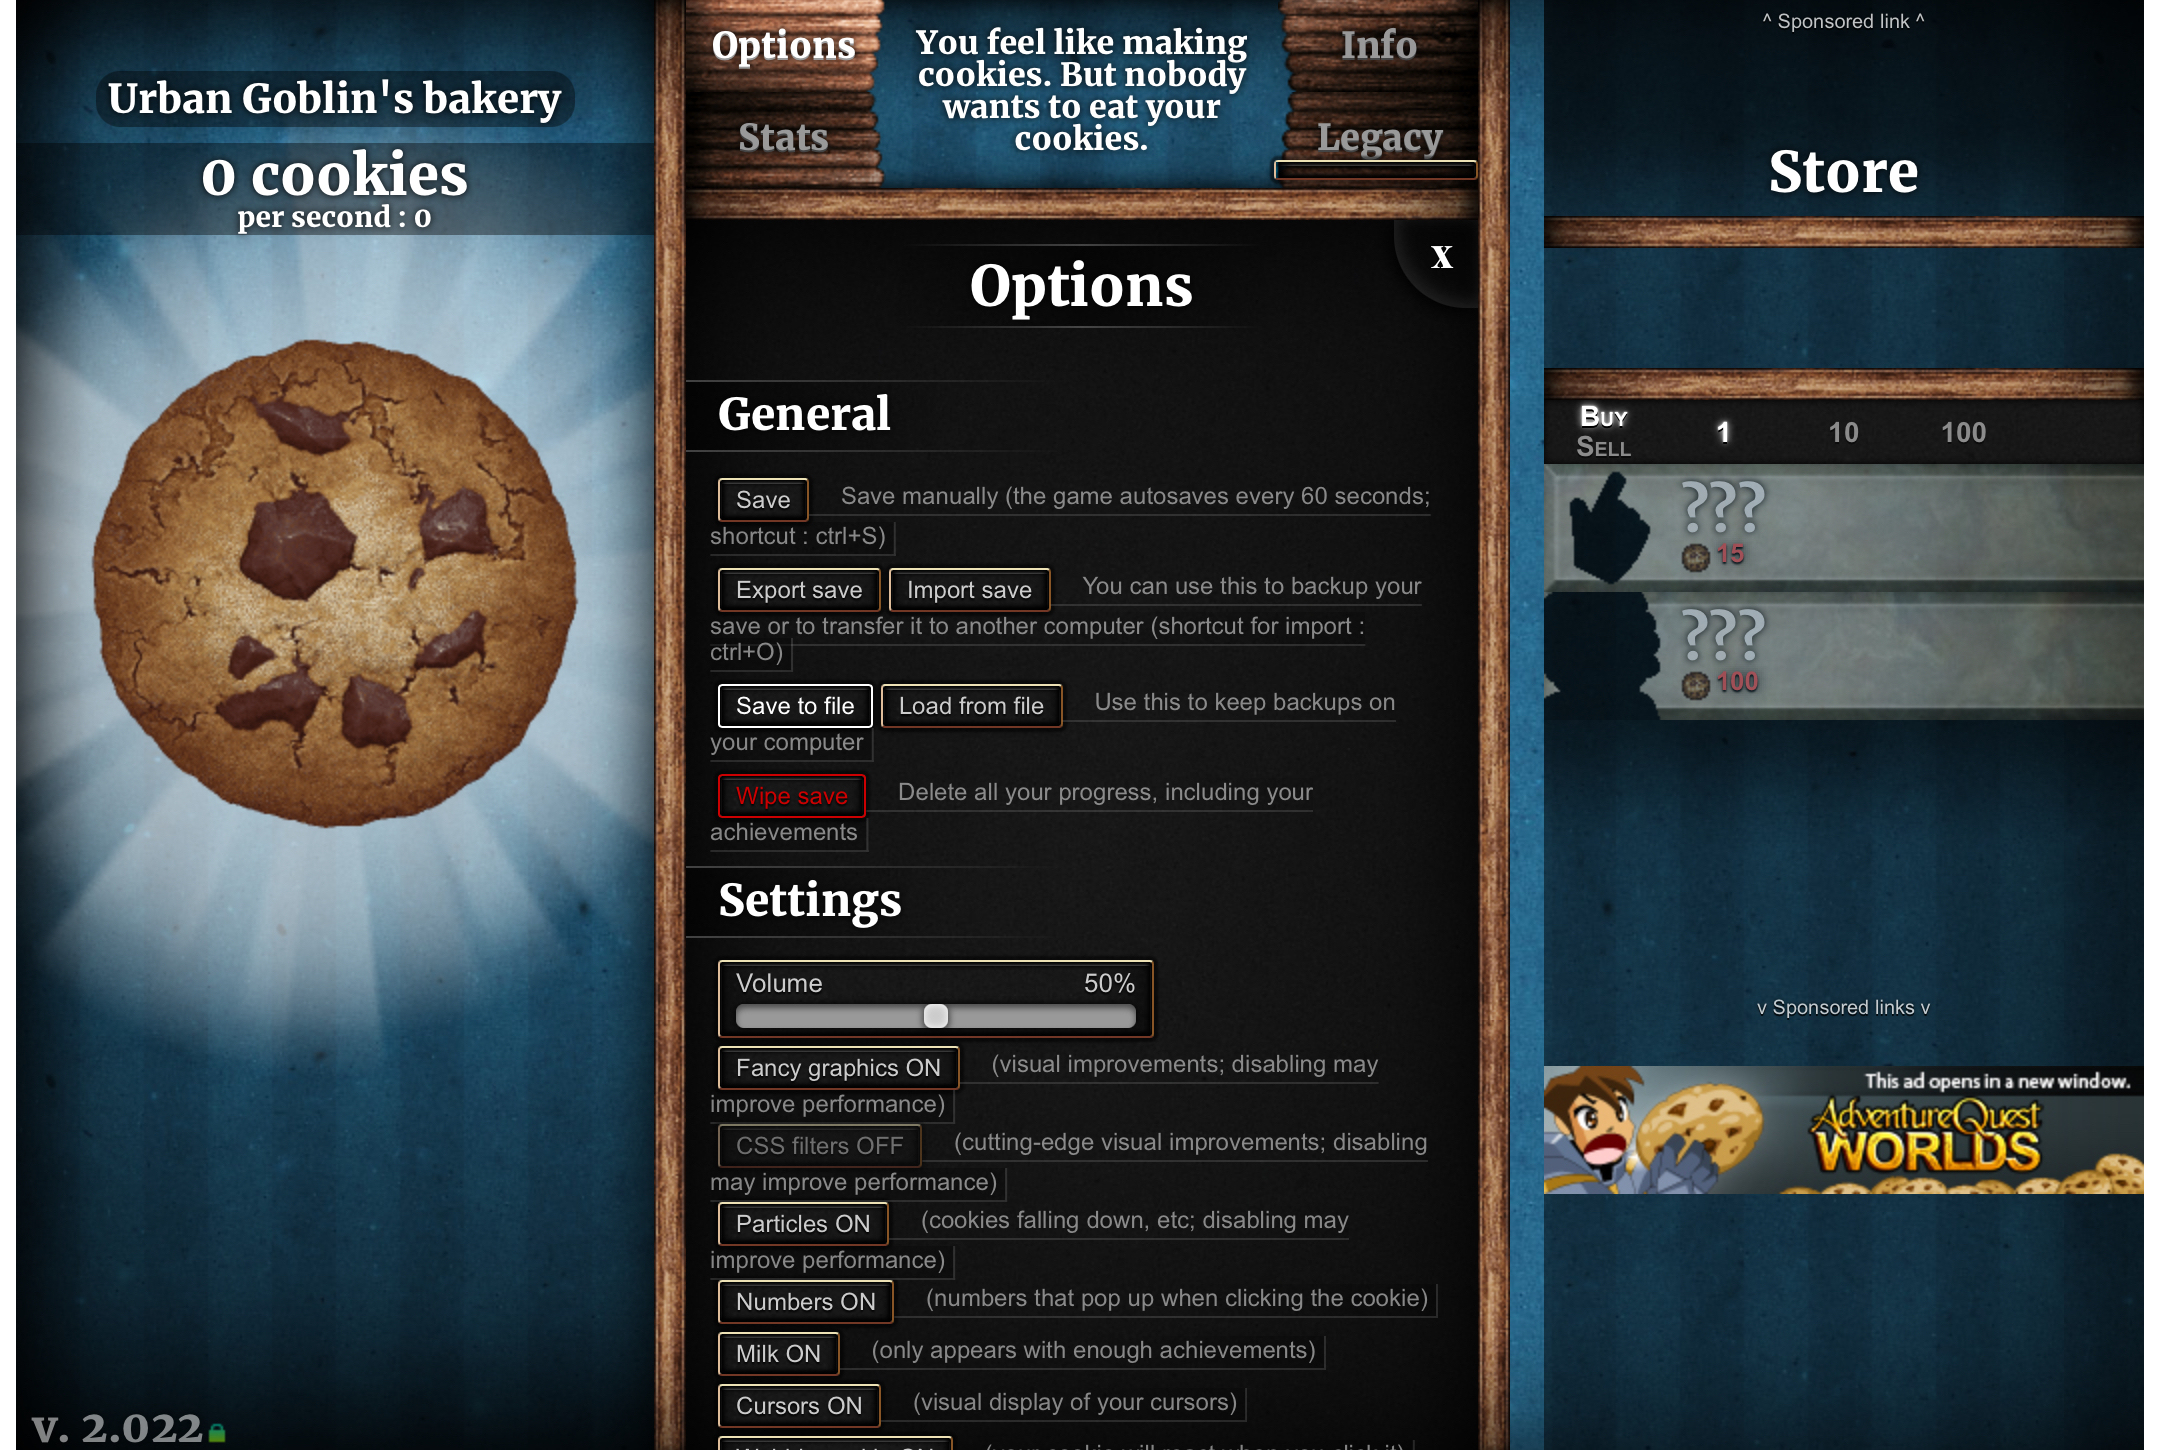 Urban Goblin's bakery
0 cookies
per second : 0
v. 2.022
Options
Stats
You feel like making
cookies. But nobody
wants to eat your
cookies.
Info
Legacy
Options
x
General
Save Save manually (the game autosaves every 60 seconds;
shortcut : ctrl+S)
Export save Import save You can use this to backup your
save or to transfer it to another computer (shortcut for import :
ctrl+O)
Save to file Load from file Use this to keep backups on
your computer
Wipe save Delete all your progress, including your
achievements
Settings
Volume 50%
Fancy graphics ON (visual improvements; disabling may
improve performance)
CSS filters OFF (cutting-edge visual improvements; disabling
may improve performance)
Particles ON (cookies falling down, etc; disabling may
improve performance)
Numbers ON (numbers that pop up when clicking the cookie)
Milk ON (only appears with enough achievements)
Cursors ON (visual display of your cursors)
(your cookie will react when you click it)
^ Sponsored link ^
Store
Buy 1 10 100
Sell
???
15
???
100
v Sponsored links v
This ad opens in a new window.
AdventureQuest
WORLDS